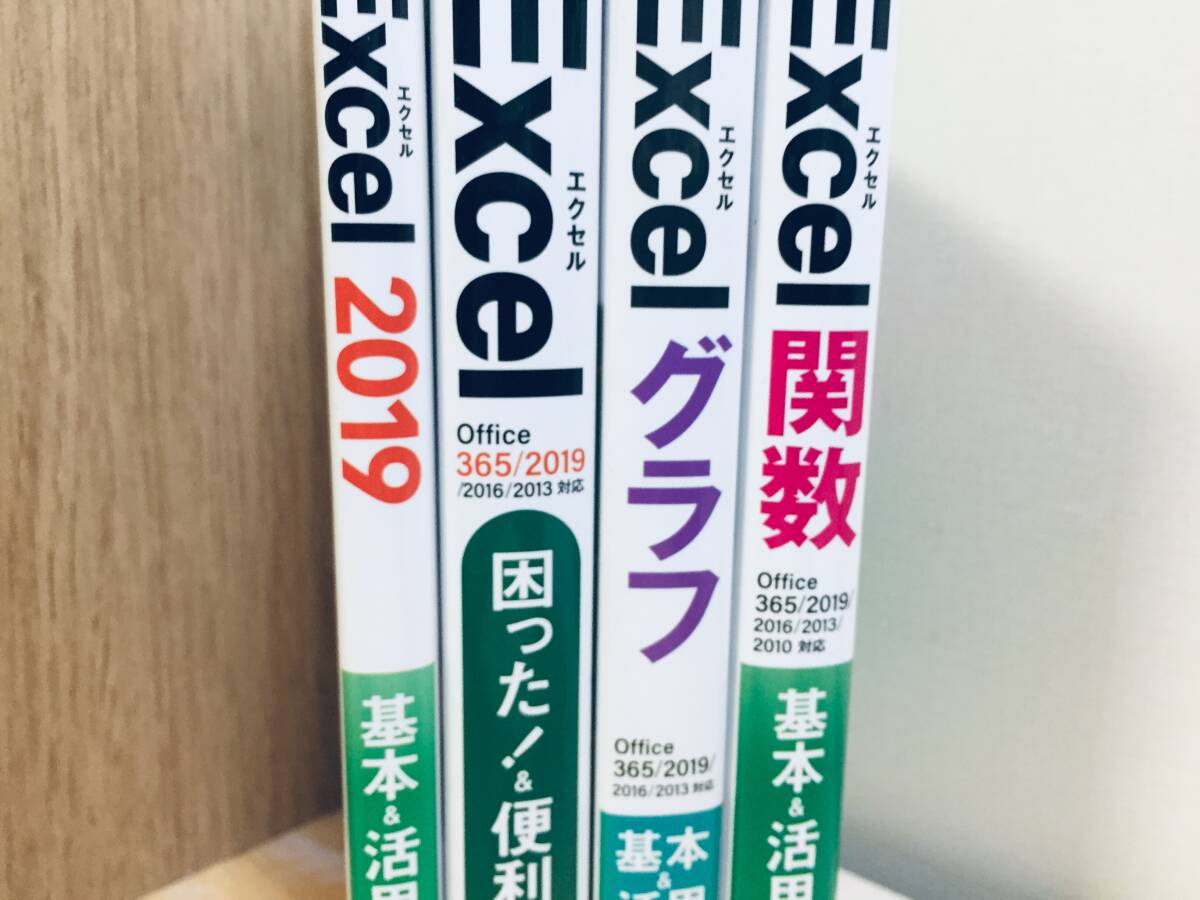 Excel
エクセル
2019
基本&活用
Excel
エクセル
Office
365/2019
/2016/2013 対応
困った!&便利
Excel
エクセル
グラフ
Office
365/2019/
2016/2013 対応
基本
&
活用
Excel
エクセル
関数
Office
365/2019/
2016/2013/
2010 対応
基本&活用